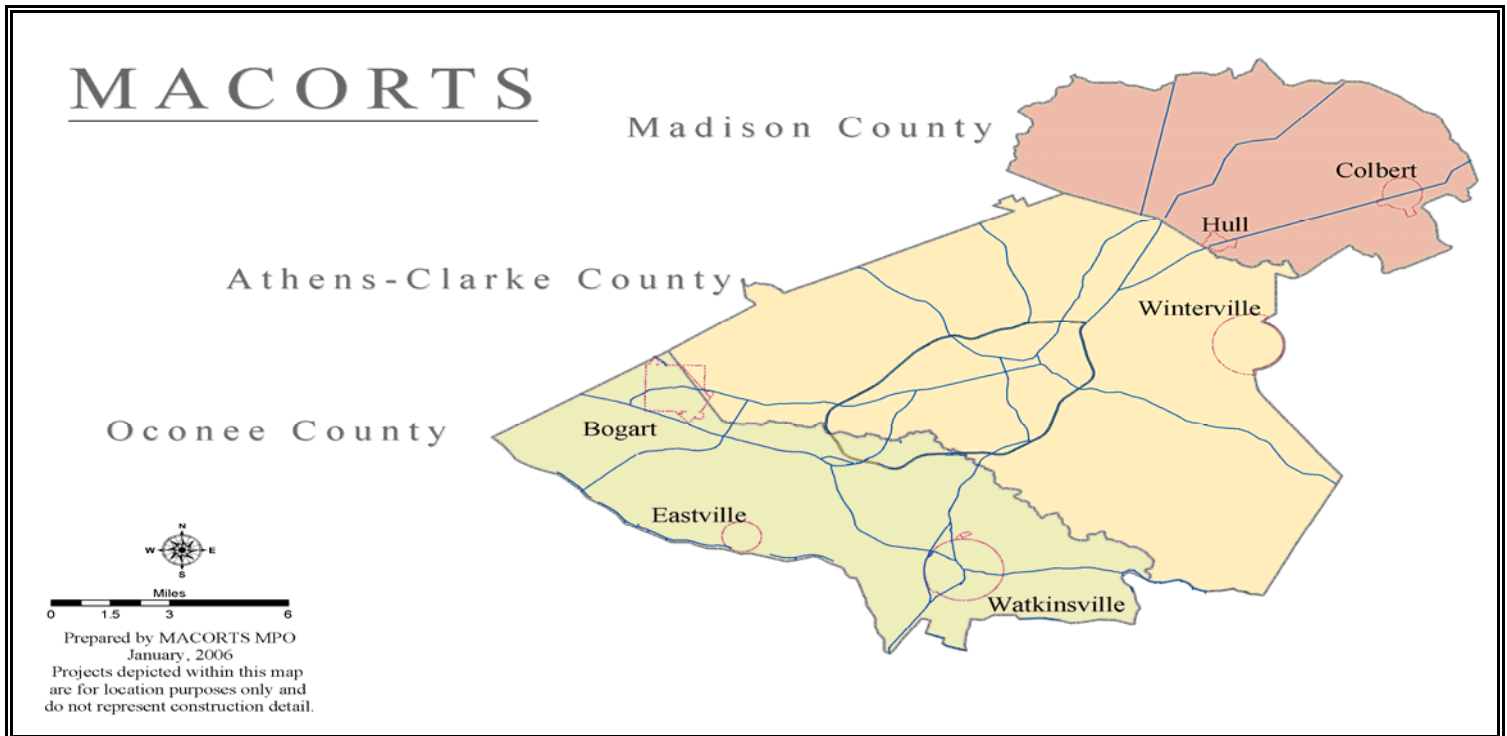 MACORTS
Madison County
Colbert
Hull
Athens-Clarke County
Winterville
Oconee County
Bogart
Eastville
Watkinsville
N
W E
S
Miles
0 1.5 3 6
Prepared by MACORTS MPO
January, 2006
Projects depicted within this map
are for location purposes only and
do not represent construction detail.